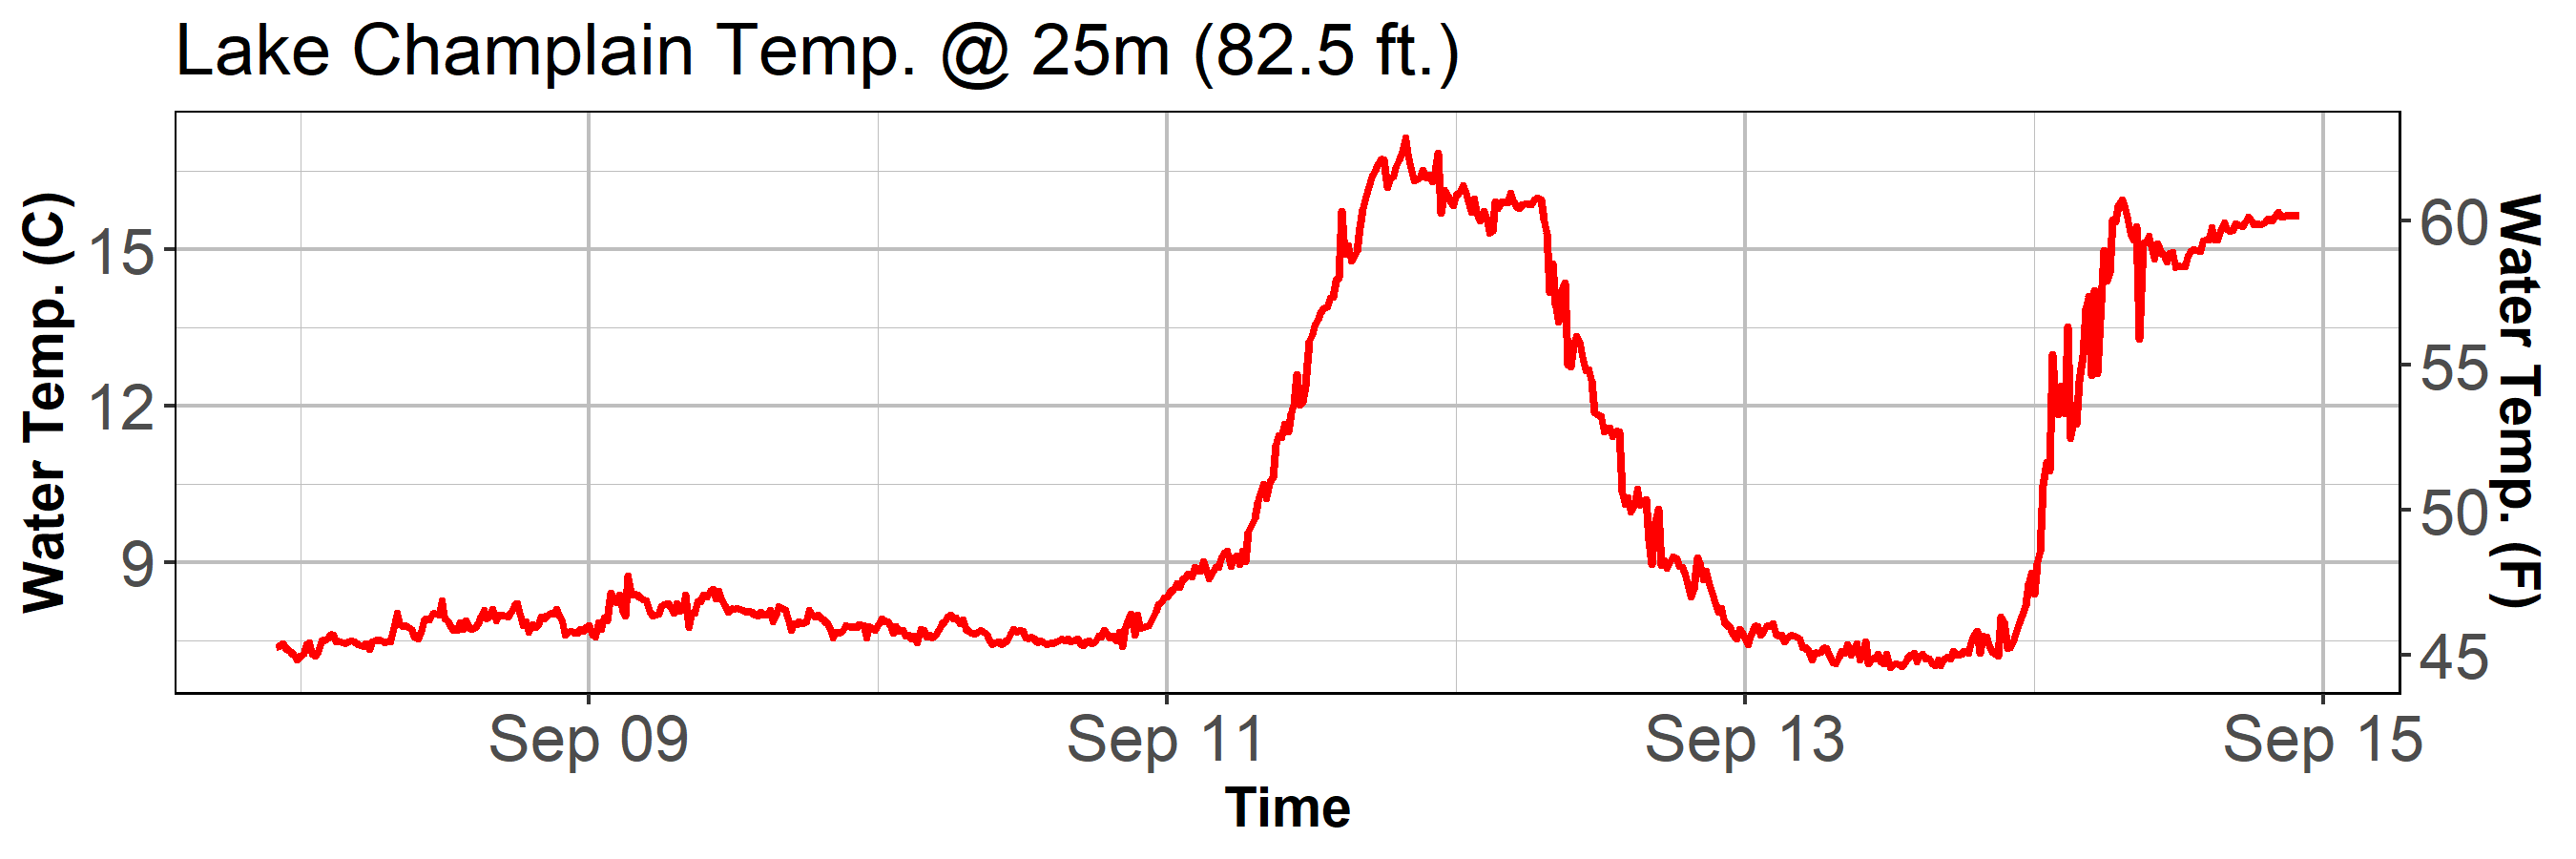 Lake Champlain Temp. @ 25m (82.5 ft.)
Water Temp. (C)
15
12
9
60
55
50
45
Water Temp. (F)
Sep 09
Sep 11
Sep 13
Sep 15
Time